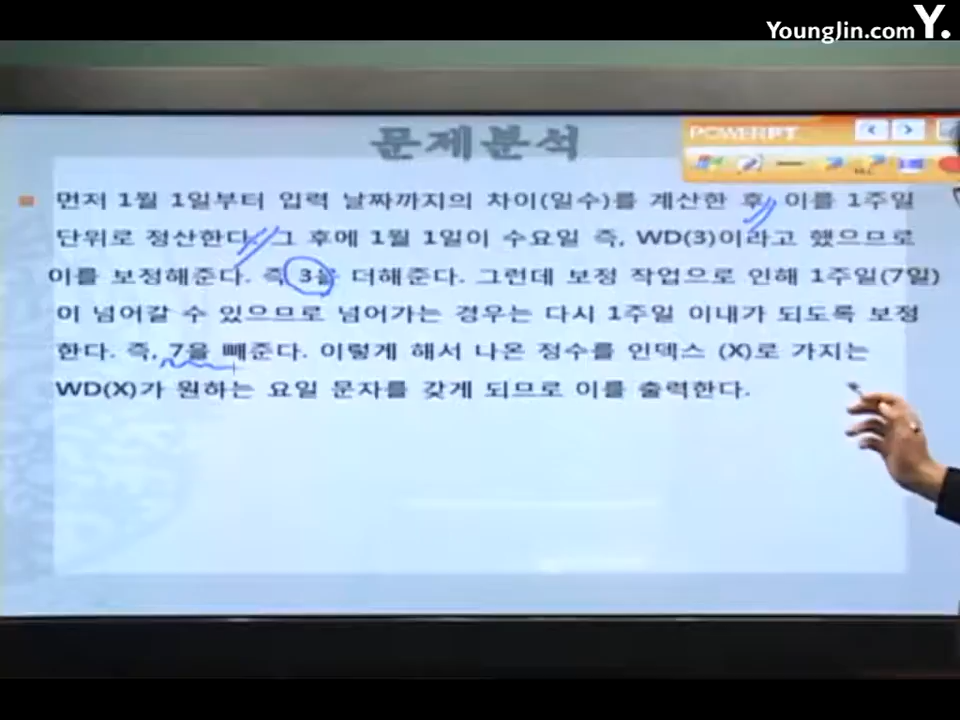 YoungJin.com Y.
문제분석
POWERPT
먼저 1월 1일부터 입력 날짜까지의 차이(일수)를 계산한 후, 이를 1주일
단위로 정산한다. 그 후에 1월 1일이 수요일 즉, WD(3)이라고 했으므로
이를 보정해준다. 즉 3을 더해준다. 그런데 보정 작업으로 인해 1주일(7일)
이 넘어갈 수 있으므로 넘어가는 경우는 다시 1주일 이내가 되도록 보정
한다. 즉, 7을 빼준다. 이렇게 해서 나온 정수를 인덱스 (X)로 가지는
WD(X)가 원하는 요일 문자를 갖게 되므로 이를 출력한다.